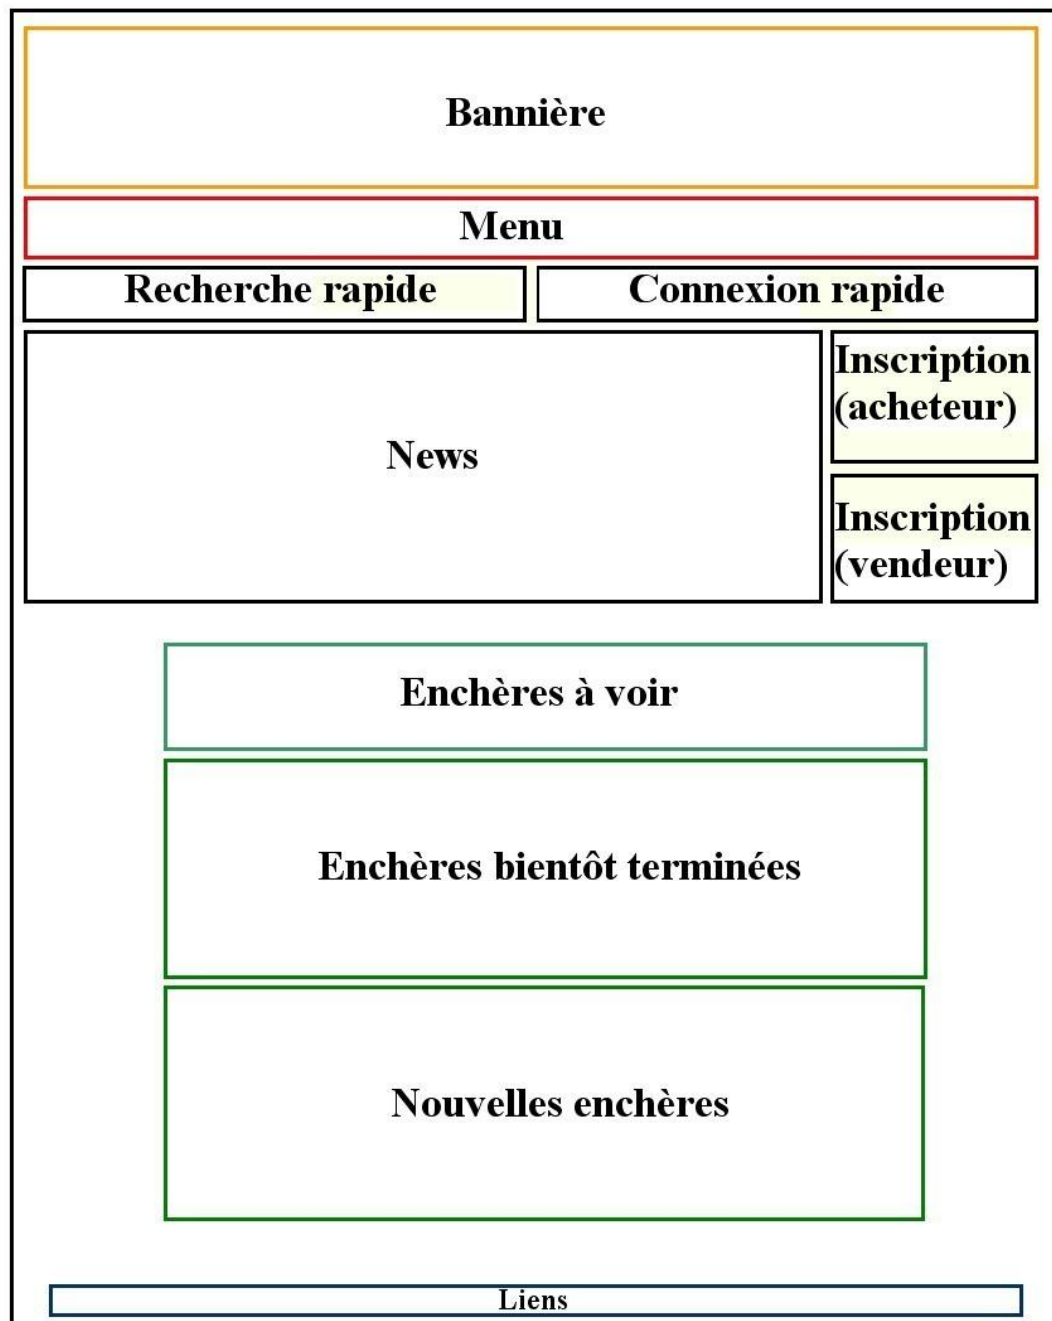 Bannière
Menu
Recherche rapide
Connexion rapide
News
Inscription
(acheteur)
Inscription
(vendeur)
Enchères à voir
Enchères bientôt terminées
Nouvelles enchères
Liens